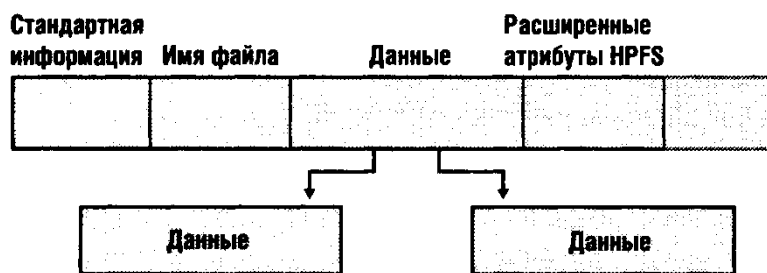 Стандартная
информация
Имя файла
Данные
Расширенные
атрибуты HPFS
Данные
Данные